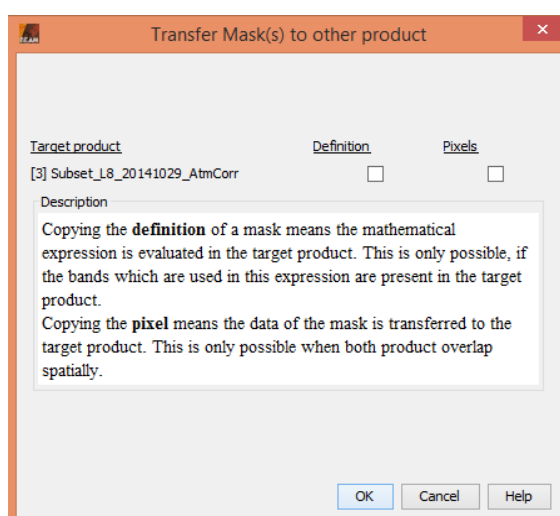 Transfer Mask(s) to other product
Target product Definition Pixels
[3] Subset_L8_20141029_AtmCorr
Description
Copying the definition of a mask means the mathematical
expression is evaluated in the target product. This is only possible, if
the bands which are used in this expression are present in the target
product.
Copying the pixel means the data of the mask is transferred to the
target product. This is only possible when both product overlap
spatially.
OK Cancel Help